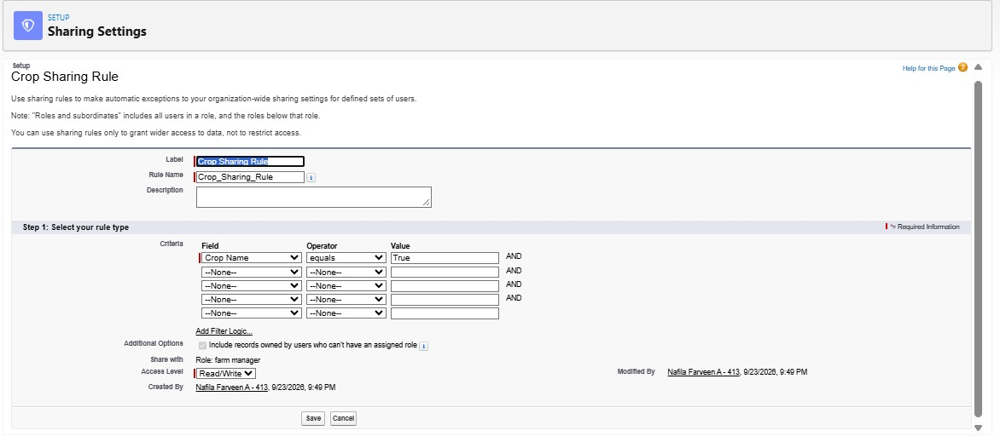 SETUP
Sharing Settings
Setup
Help for this Page ?
Crop Sharing Rule
Use sharing rules to make automatic exceptions to your organization-wide sharing settings for defined sets of users.
Note: "Roles and subordinates" includes all users in a role, and the roles below that role.
You can use sharing rules only to grant wider access to data, not to restrict access.
Label Crop Sharing Rule
Rule Name Crop_Sharing_Rule i
Description
Step 1: Select your rule type *= Required Information
Criteria Field Operator Value
Crop Name equals True AND
--None-- --None-- AND
--None-- --None-- AND
--None-- --None-- AND
--None-- --None--
Add Filter Logic...
Additional Options Include records owned by users who can't have an assigned role i
Share with Role: farm manager
Access Level Read/Write Modified By Nafila Farveen A - 413, 9/23/2026, 9:49 PM
Created By Nafila Farveen A - 413, 9/23/2026, 9:49 PM
Save Cancel